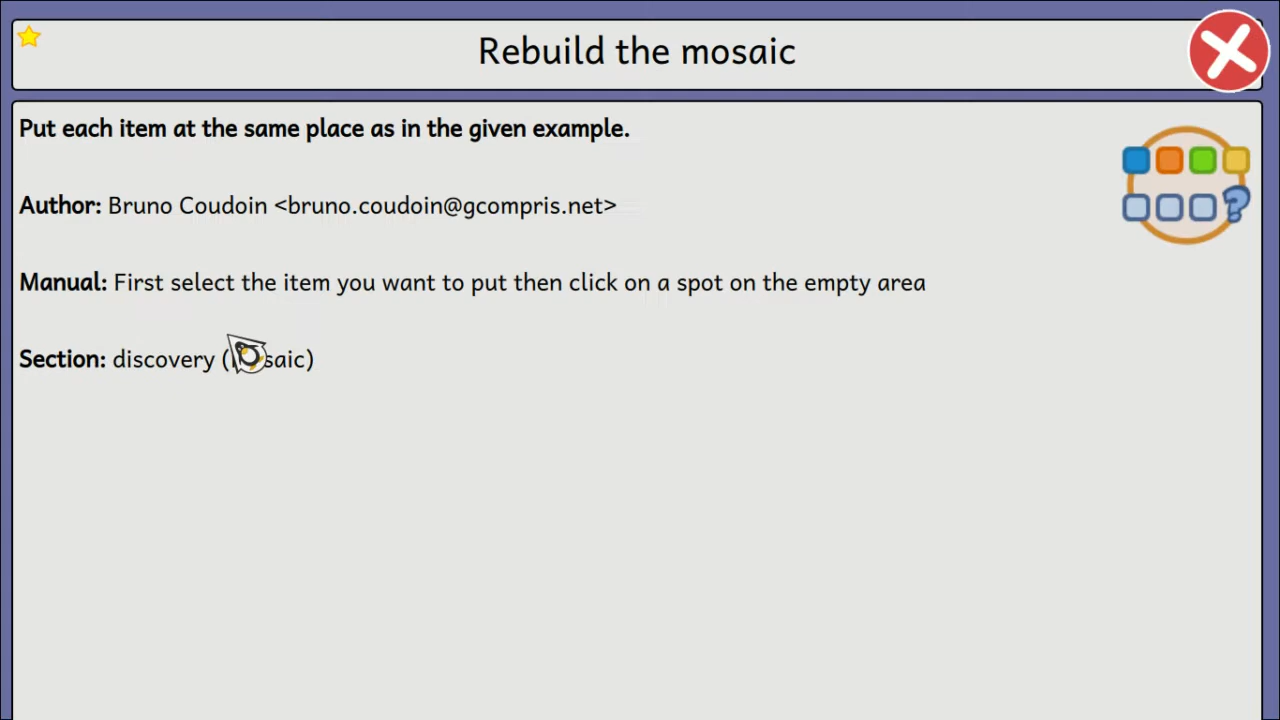 Rebuild the mosaic
Put each item at the same place as in the given example.
Author: Bruno Coudoin <bruno.coudoin@gcompris.net>
Manual: First select the item you want to put then click on a spot on the empty area
Section: discovery (mosaic)